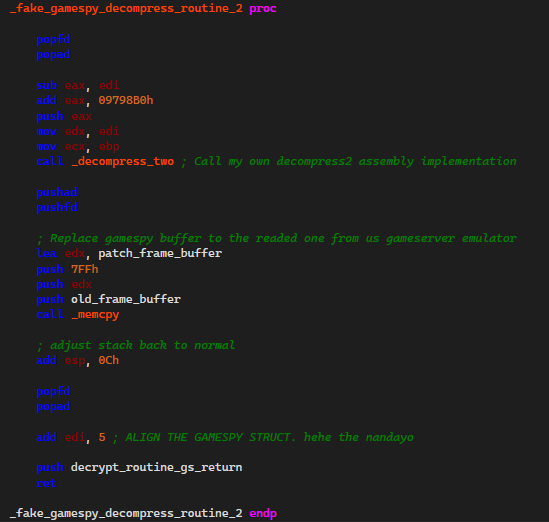 _fake_gamespy_decompress_routine_2 proc
popfd
popad
sub eax, edi
add eax, 09798B0h
push eax
mov edx, edi
mov ecx, ebp
call _decompress_two ; Call my own decompress2 assembly implementation
pushad
pushfd
; Replace gamespy buffer to the readed one from us gameserver emulator
lea edx, patch_frame_buffer
push 7FFh
push edx
push old_frame_buffer
call _memcpy
; adjust stack back to normal
add esp, 0Ch
popfd
popad
add edi, 5 ; ALIGN THE GAMESPY STRUCT. hehe the nandayo
push decrypt_routine_gs_return
ret
_fake_gamespy_decompress_routine_2 endp